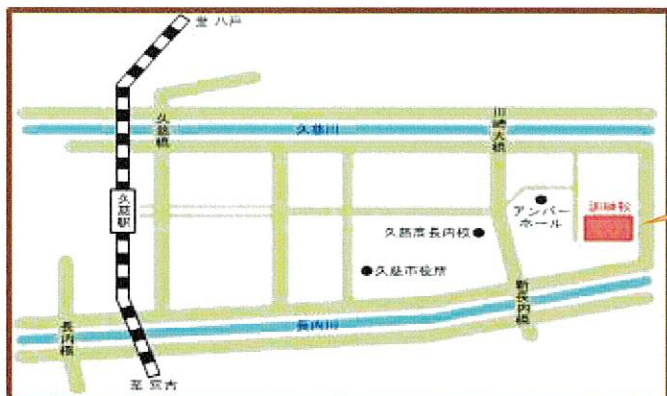 至 八戸
久慈橋
久慈川
川崎大橋
久慈駅
訓練校
アンバー
ホール
久慈高長内校
久慈市役所
新長内橋
長内川
長内橋
至 宮古